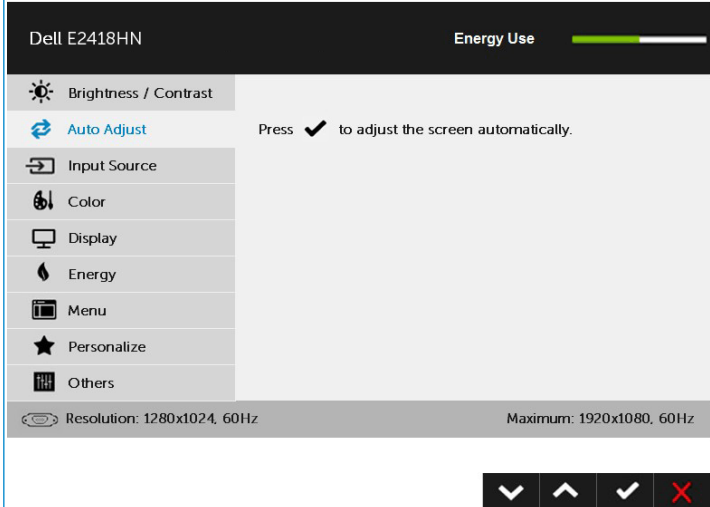 Dell E2418HN
Energy Use
Brightness / Contrast
Auto Adjust
Press ✔ to adjust the screen automatically.
Input Source
Color
Display
Energy
Menu
Personalize
Others
Resolution: 1280x1024, 60Hz
Maximum: 1920x1080, 60Hz